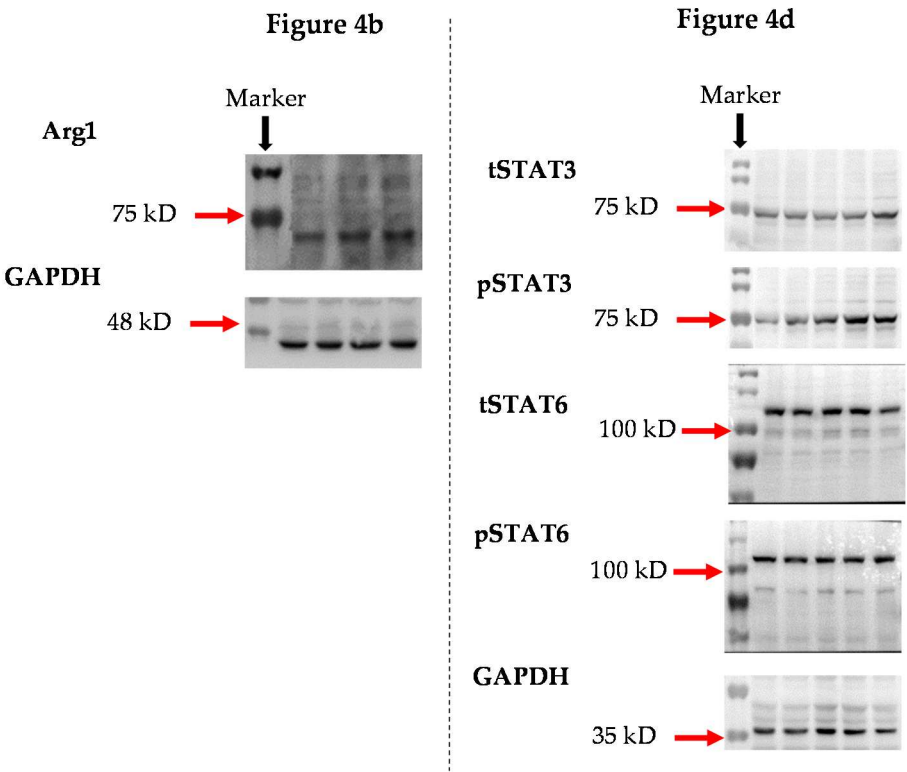 Figure 4b
Marker
Arg1
75 kD
GAPDH
48 kD
Figure 4d
Marker
tSTAT3
75 kD
pSTAT3
75 kD
tSTAT6
100 kD
pSTAT6
100 kD
GAPDH
35 kD